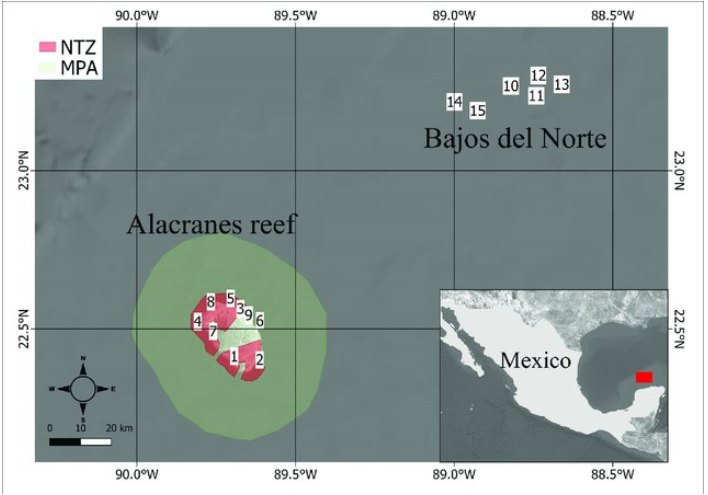 90.0°W 89.5°W 89.0°W 88.5°W
NTZ
MPA
12
10 13
11
14
15
Bajos del Norte
23.0°N 23.0°N
Alacranes reef
8 5
3
9
4 6
7
22.5°N 22.5°N
1 2
Mexico
N
W E
S
0 10 20 km
90.0°W 89.5°W 89.0°W 88.5°W